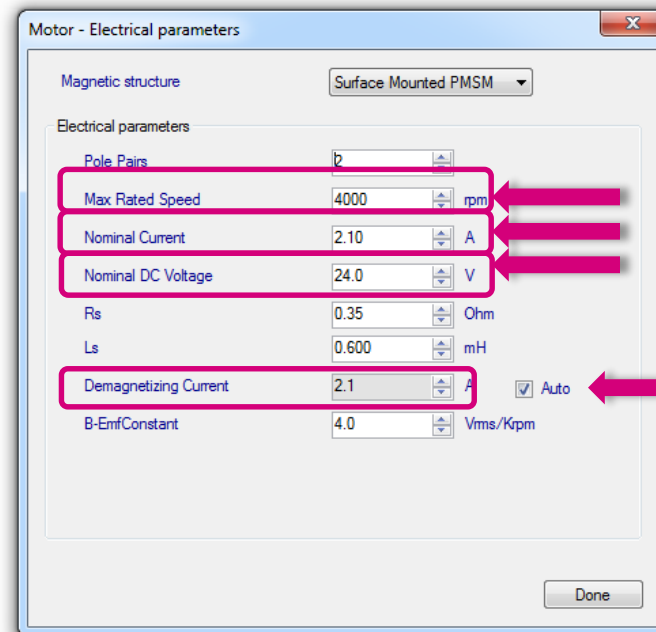 Motor - Electrical parameters
x
Magnetic structure Surface Mounted PMSM
Electrical parameters
Pole Pairs 2
Max Rated Speed 4000 rpm
Nominal Current 2.10 A
Nominal DC Voltage 24.0 V
Rs 0.35 Ohm
Ls 0.600 mH
Demagnetizing Current 2.1 A Auto
B-EmfConstant 4.0 Vrms/Krpm
Done